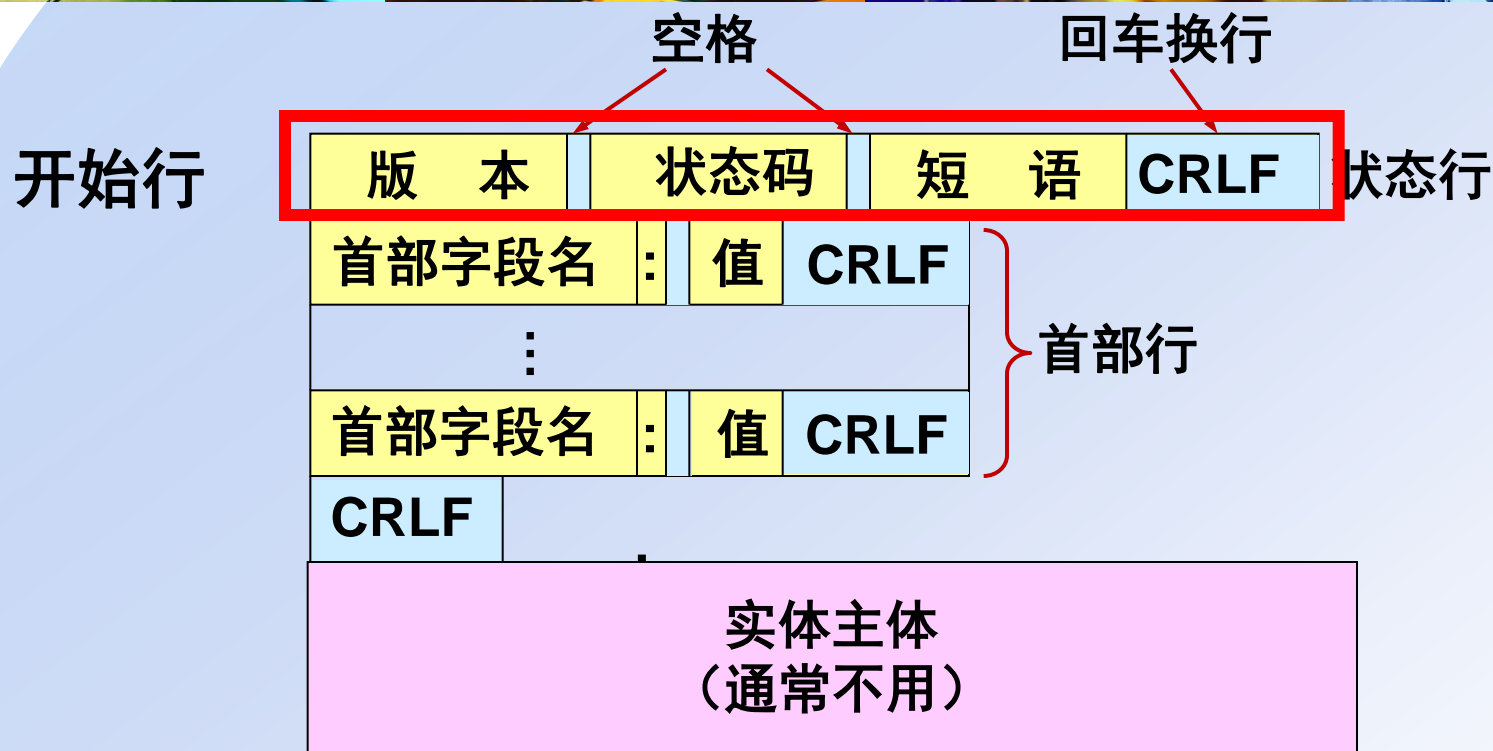 空格 回车换行
开始行 版 本 状态码 短 语 CRLF 状态行
首部字段名 : 值 CRLF
⋮ 首部行
首部字段名 : 值 CRLF
CRLF
实体主体
（通常不用）